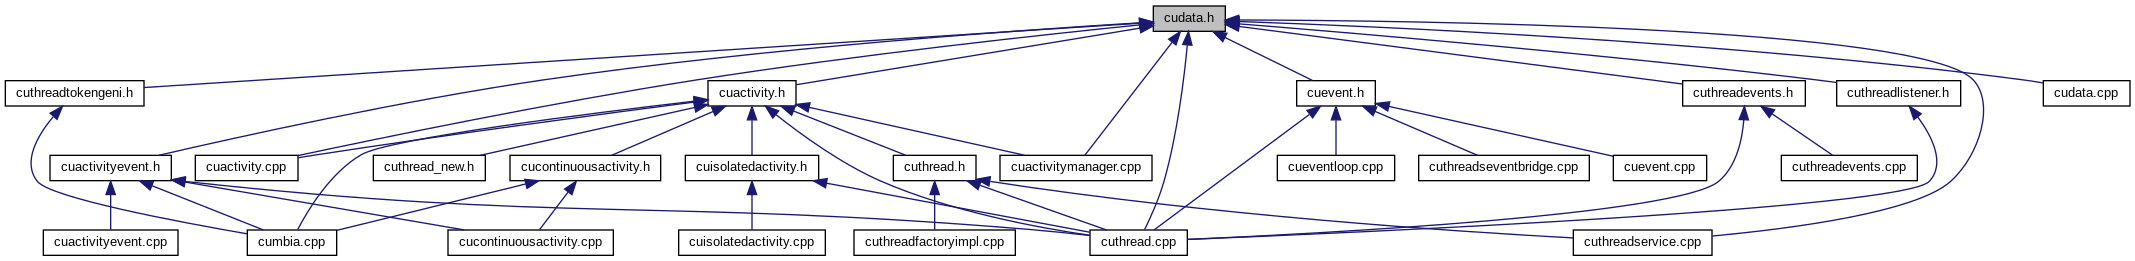 cudata.h
cuthreadtokengeni.h
cuactivity.h
cuevent.h
cuthreadevents.h
cuthreadlistener.h
cudata.cpp
cuactivityevent.h
cuactivity.cpp
cuthread_new.h
cucontinuousactivity.h
cuisolatedactivity.h
cuthread.h
cuactivitymanager.cpp
cueventloop.cpp
cuthreadseventbridge.cpp
cuevent.cpp
cuthreadevents.cpp
cuactivityevent.cpp
cumbia.cpp
cucontinuousactivity.cpp
cuisolatedactivity.cpp
cuthreadfactoryimpl.cpp
cuthread.cpp
cuthreadservice.cpp